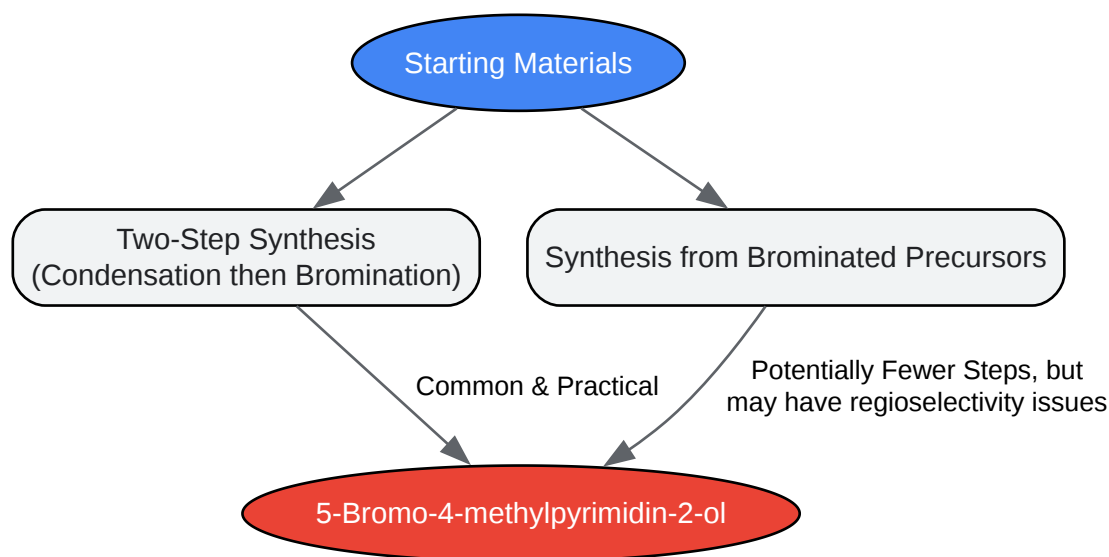 Starting Materials
Two-Step Synthesis
(Condensation then Bromination)
Synthesis from Brominated Precursors
Common & Practical
Potentially Fewer Steps, but
may have regioselectivity issues
5-Bromo-4-methylpyrimidin-2-ol